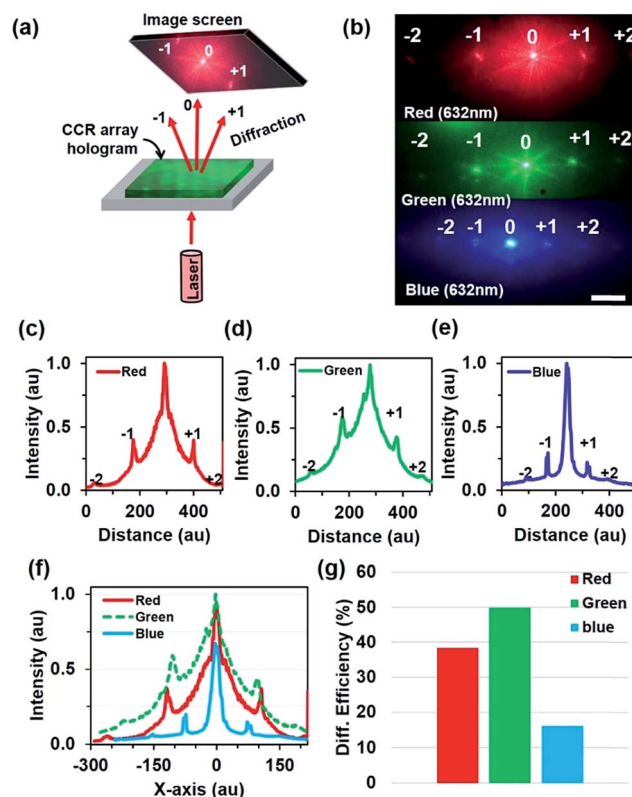 (a)
Image screen
-1
0
+1
0
-1
+1
Diffraction
CCR array
hologram
Laser
(b)
-2
-1
0
+1
+2
Red (632nm)
-2
-1
0
+1
+2
Green (632nm)
-2
-1
0
+1
+2
Blue (632nm)
(c)
Intensity (au)
1.0
0.5
0.0
Red
-2
-1
+1
+2
0 200 400
Distance (au)
(d)
Intensity (au)
1.0
0.5
0.0
Green
-2
-1
+1
+2
0 200 400
Distance (au)
(e)
Intensity (au)
1.0
0.5
0.0
Blue
-2
-1
+1
+2
0 200 400
Distance (au)
(f)
Intensity (au)
1.0
0.5
0.0
Red
Green
Blue
-300 -150 0 150
X-axis (au)
(g)
Diff. Efficiency (%)
60
50
40
30
20
10
0
Red
Green
blue